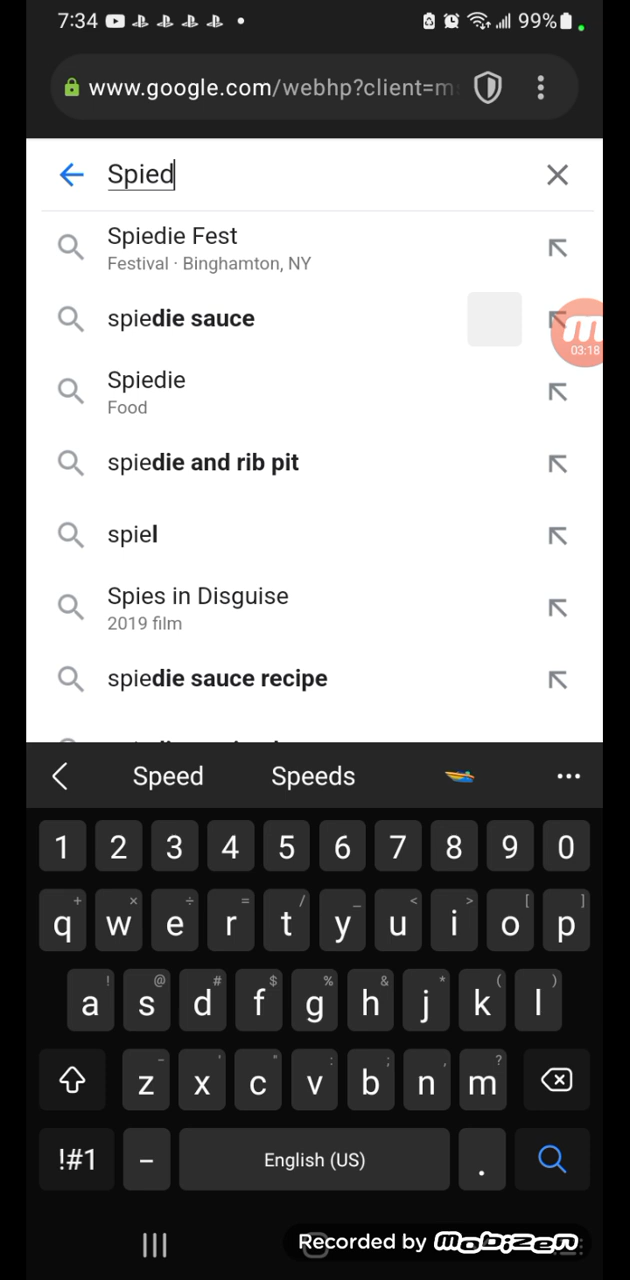 7:34 99%
www.google.com/webhp?client=m
Spied
Spiedie Fest
Festival · Binghamton, NY
spiedie sauce
03:18
Spiedie
Food
spiedie and rib pit
spiel
Spies in Disguise
2019 film
spiedie sauce recipe
Speed Speeds ...
1 2 3 4 5 6 7 8 9 0
+ × ÷ = / _ < > [ ]
q w e r t y u i o p
! @ # $ % & * ( )
a s d f g h j k l
- ' " : ; , ?
z x c v b n m
!#1 – English (US) .
Recorded by mobizen